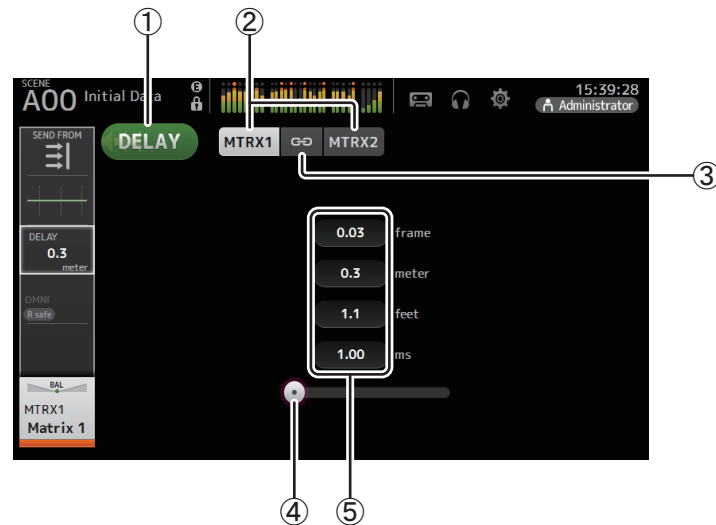 ① ②
SCENE
A00 Initial Data E 15:39:28
Administrator
SEND FROM
DELAY
MTRX1 MTRX2
③
DELAY
0.3
meter
0.03 frame
0.3 meter
1.1 feet
1.00 ms
OMNI
R safe
BAL
MTRX1
Matrix 1
④ ⑤